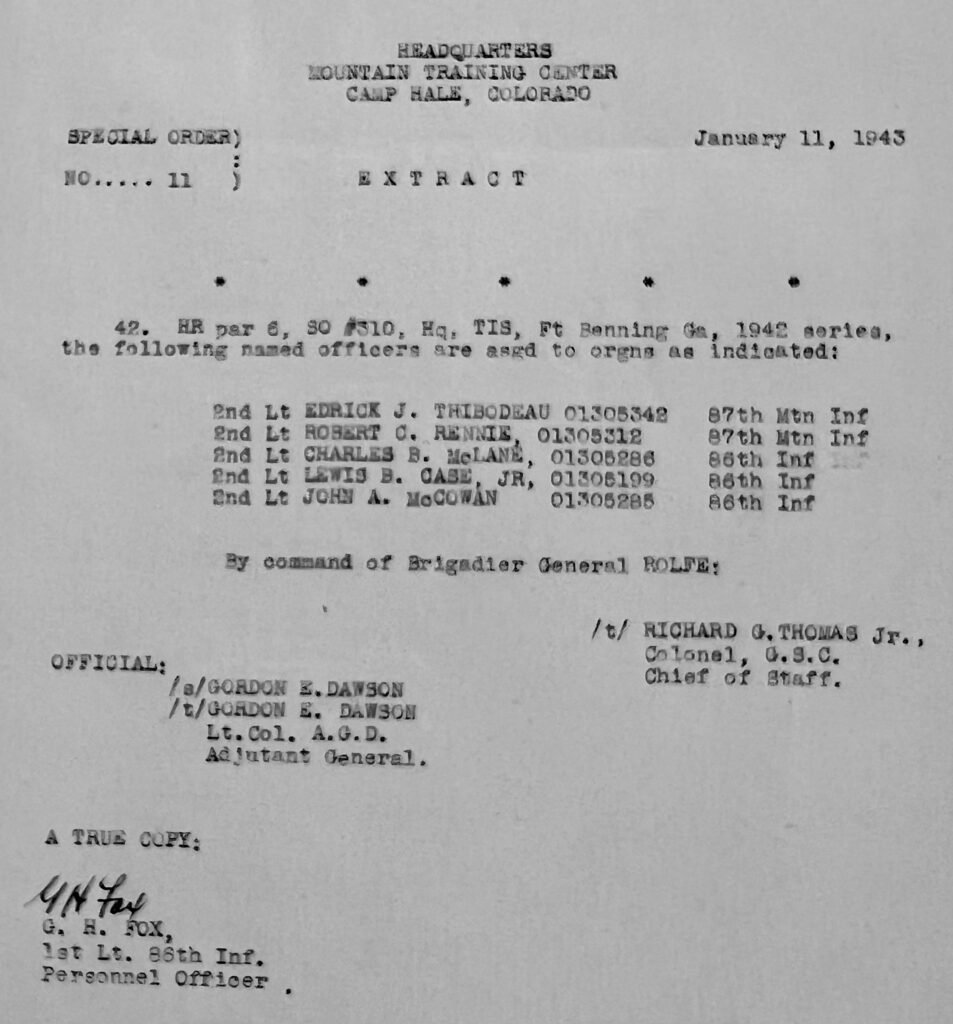 HEADQUARTERS
MOUNTAIN TRAINING CENTER
CAMP HALE, COLORADO
SPECIAL ORDER) January 11, 1943
:
NO..... 11 ) E X T R A C T
* * * * *
42. HR par 6, SO #310, Hq, TIS, Ft Benning Ga, 1942 series,
the following named officers are asgd to orgns as indicated:
2nd Lt EDRICK J. THIBODEAU 01305342 87th Mtn Inf
2nd Lt ROBERT C. RENNIE, 01305312 87th Mtn Inf
2nd Lt CHARLES B. McLANE, 01305286 86th Inf
2nd Lt LEWIS B. CASE, JR, 01305199 86th Inf
2nd Lt JOHN A. McCOWAN 01305285 86th Inf
By command of Brigadier General ROLFE:
/t/ RICHARD G.THOMAS Jr.,
Colonel, G.S.C.
Chief of Staff.
OFFICIAL:
/s/GORDON E.DAWSON
/t/GORDON E. DAWSON
Lt.Col. A.G.D.
Adjutant General.
A TRUE COPY:
G H Fox
G. H. FOX,
1st Lt. 86th Inf.
Personnel Officer .